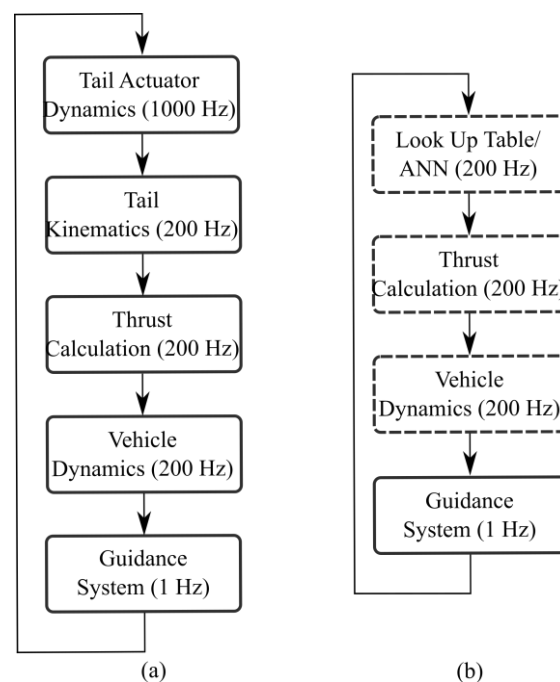 Tail Actuator
Dynamics (1000 Hz)
Tail
Kinematics (200 Hz)
Thrust
Calculation (200 Hz)
Vehicle
Dynamics (200 Hz)
Guidance
System (1 Hz)
(a)
Look Up Table/
ANN (200 Hz)
Thrust
Calculation (200 Hz)
Vehicle
Dynamics (200 Hz)
Guidance
System (1 Hz)
(b)